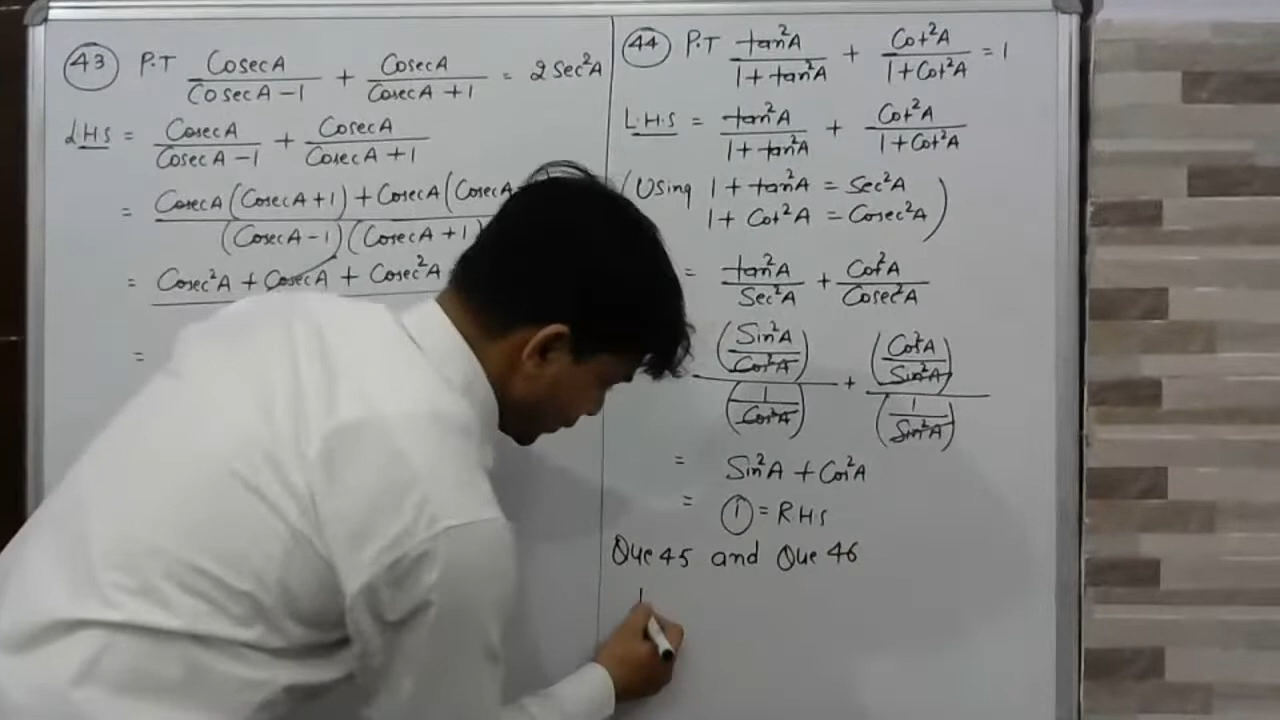 43 P.T CosecA/(CosecA - 1) + CosecA/(CosecA + 1) = 2 Sec²A
LHS = CosecA/(CosecA - 1) + CosecA/(CosecA + 1)
= CosecA(CosecA + 1) + CosecA(CosecA
(CosecA - 1)(CosecA + 1)
= Cosec²A + CosecA + Cosec²A
=
44 P.T tan²A/(1 + tan²A) + Cot²A/(1 + Cot²A) = 1
L.H.S = tan²A/(1 + tan²A) + Cot²A/(1 + Cot²A)
(Using 1 + tan²A = Sec²A
1 + Cot²A = Cosec²A)
= tan²A/Sec²A + Cot²A/Cosec²A
(Sin²A/Cos²A)/(1/Cos²A) + (Cos²A/Sin²A)/(1/Sin²A)
= Sin²A + Cos²A
= 1 = RHS
Que 45 and Que 46